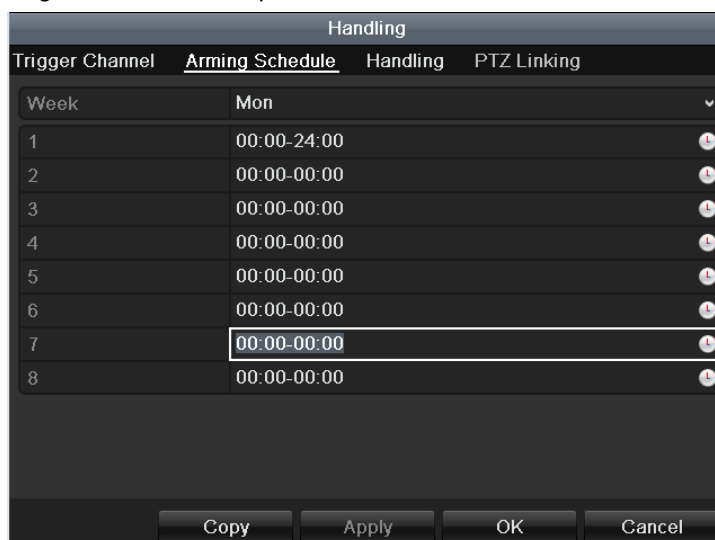 Handling
Trigger Channel Arming Schedule Handling PTZ Linking
Week Mon
1 00:00-24:00
2 00:00-00:00
3 00:00-00:00
4 00:00-00:00
5 00:00-00:00
6 00:00-00:00
7 00:00-00:00
8 00:00-00:00
Copy Apply OK Cancel